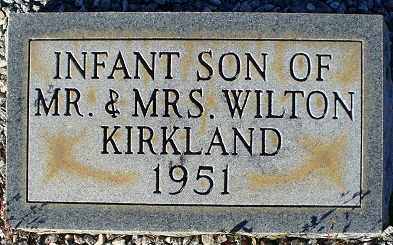 INFANT SON OF
MR. & MRS. WILTON
KIRKLAND
1951